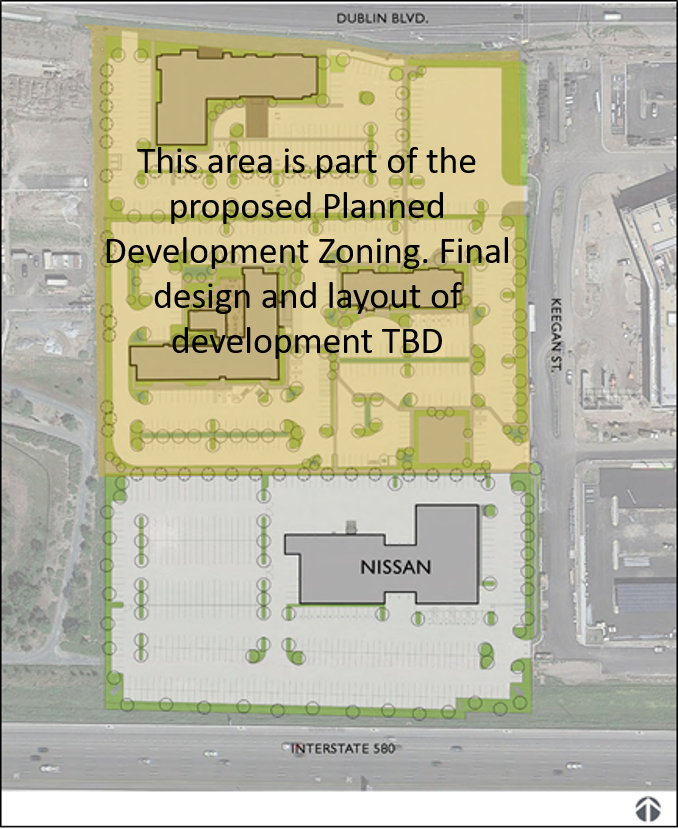 DUBLIN BLVD.
This area is part of the
proposed Planned
Development Zoning. Final
design and layout of
development TBD
KEEGAN ST.
NISSAN
INTERSTATE 580